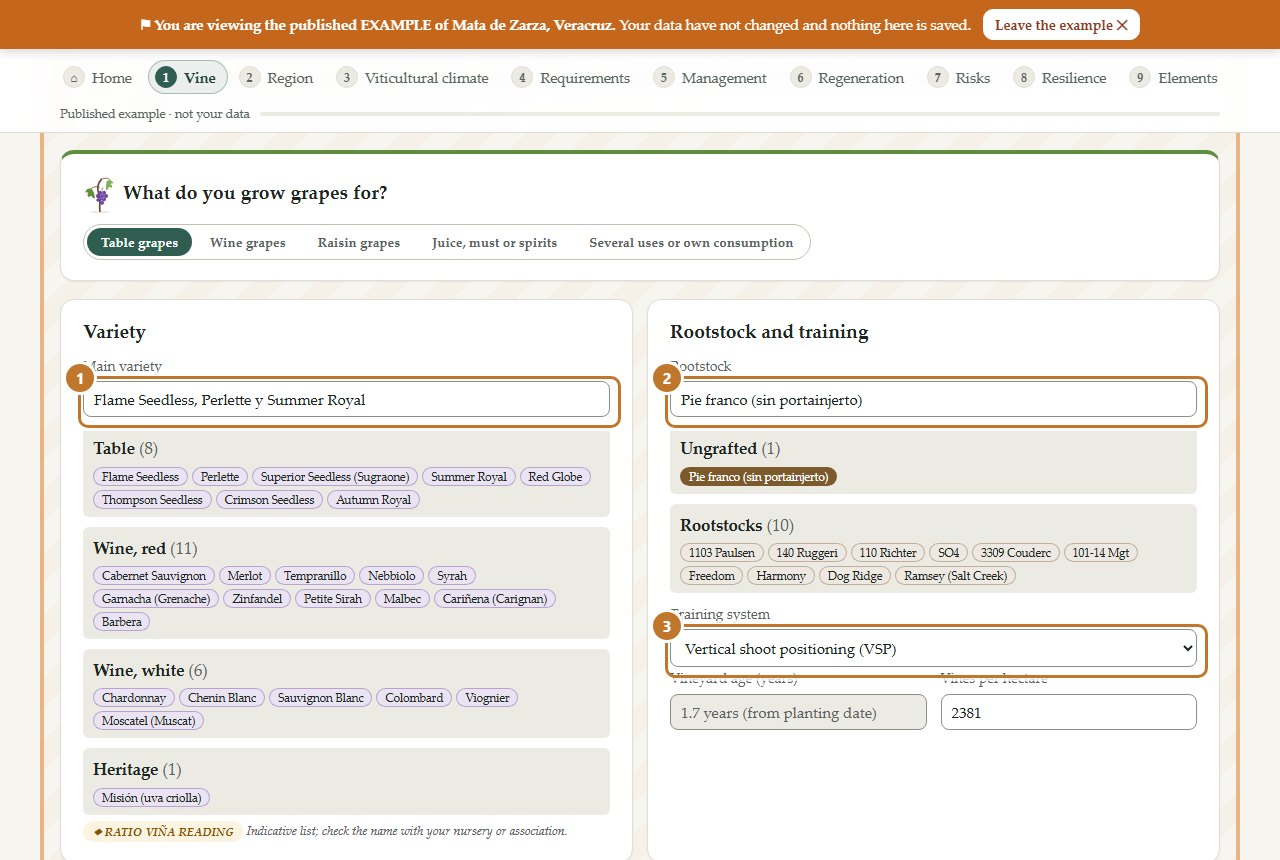 ⚑ You are viewing the published EXAMPLE of Mata de Zarza, Veracruz. Your data have not changed and nothing here is saved.
Leave the example ✕
⌂ Home
1 Vine
2 Region
3 Viticultural climate
4 Requirements
5 Management
6 Regeneration
7 Risks
8 Resilience
9 Elements
Published example · not your data
What do you grow grapes for?
Table grapes
Wine grapes
Raisin grapes
Juice, must or spirits
Several uses or own consumption
Variety
Main variety
1
Flame Seedless, Perlette y Summer Royal
Table (8)
Flame Seedless Perlette Superior Seedless (Sugraone) Summer Royal Red Globe
Thompson Seedless Crimson Seedless Autumn Royal
Wine, red (11)
Cabernet Sauvignon Merlot Tempranillo Nebbiolo Syrah
Garnacha (Grenache) Zinfandel Petite Sirah Malbec Cariñena (Carignan)
Barbera
Wine, white (6)
Chardonnay Chenin Blanc Sauvignon Blanc Colombard Viognier
Moscatel (Muscat)
Heritage (1)
Misión (uva criolla)
◆ RATIO VIÑA READING Indicative list; check the name with your nursery or association.
Rootstock and training
Rootstock
2
Pie franco (sin portainjerto)
Ungrafted (1)
Pie franco (sin portainjerto)
Rootstocks (10)
1103 Paulsen 140 Ruggeri 110 Richter SO4 3309 Couderc 101-14 Mgt
Freedom Harmony Dog Ridge Ramsey (Salt Creek)
Training system
3
Vertical shoot positioning (VSP)
Vineyard age (years) Vines per hectare
1.7 years (from planting date) 2381